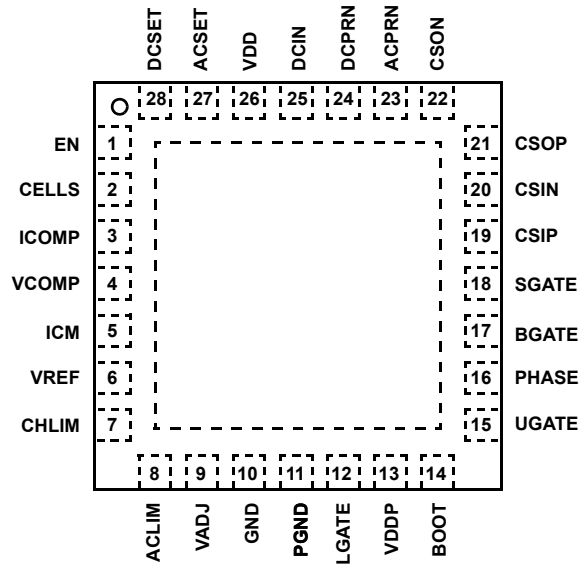 DCSET
ACSET
VDD
DCIN
DCPRN
ACPRN
CSON
28 27 26 25 24 23 22
EN 1
CELLS 2
ICOMP 3
VCOMP 4
ICM 5
VREF 6
CHLIM 7
21 CSOP
20 CSIN
19 CSIP
18 SGATE
17 BGATE
16 PHASE
15 UGATE
8 9 10 11 12 13 14
ACLIM
VADJ
GND
PGND
LGATE
VDDP
BOOT